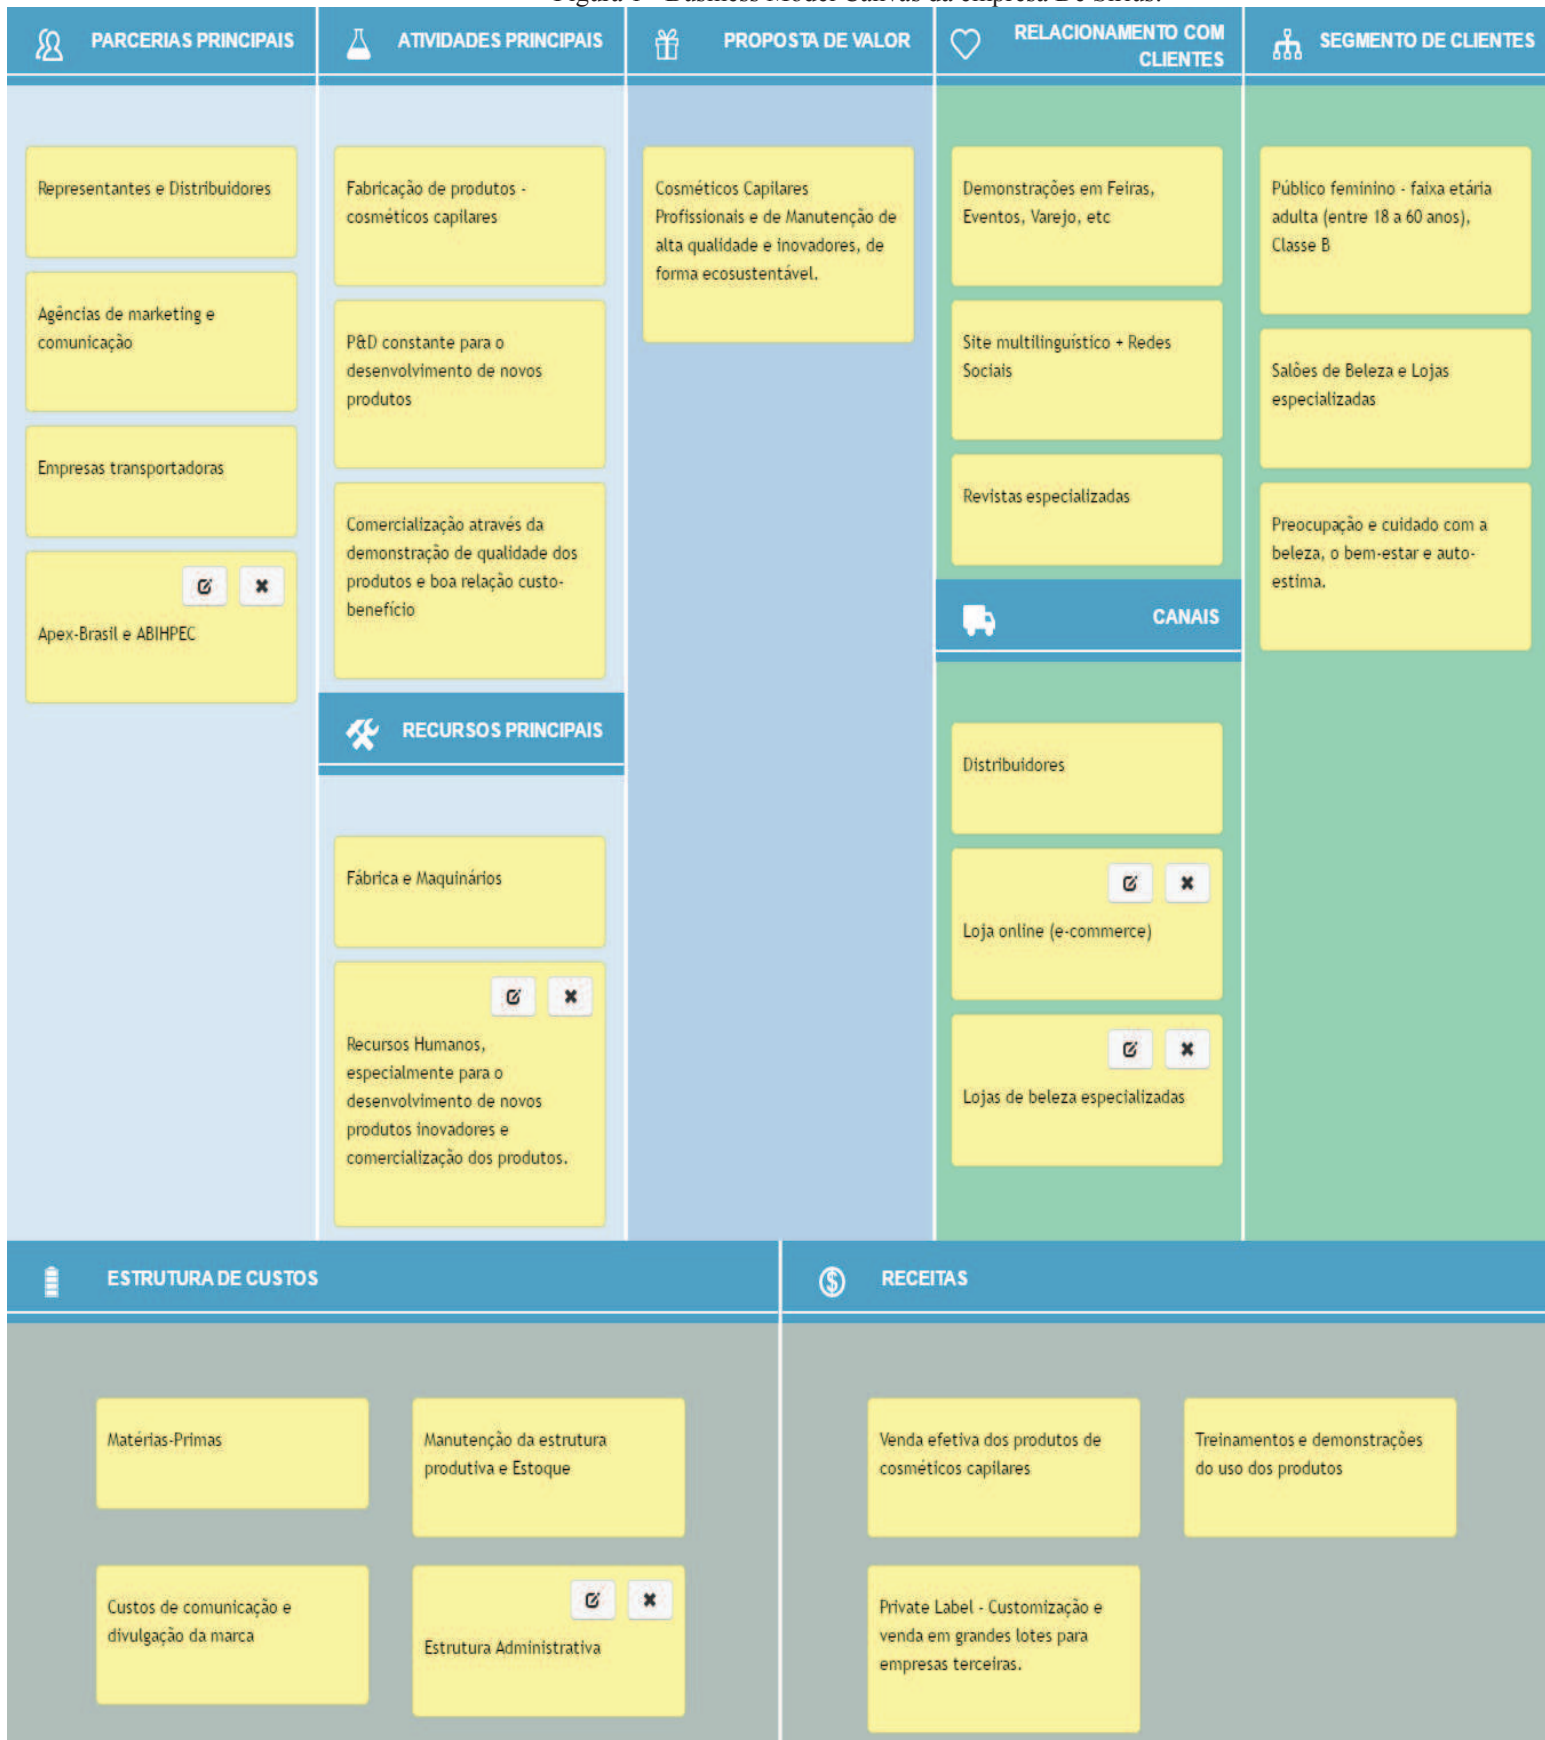 PARCERIAS PRINCIPAIS
Representantes e Distribuidores
Agências de marketing e
comunicação
Empresas transportadoras
Apex-Brasil e ABIHPEC
ATIVIDADES PRINCIPAIS
Fabricação de produtos -
cosméticos capilares
P&D constante para o
desenvolvimento de novos
produtos
Comercialização através da
demonstração de qualidade dos
produtos e boa relação custo-
benefício
RECURSOS PRINCIPAIS
Fábrica e Maquinários
Recursos Humanos,
especialmente para o
desenvolvimento de novos
produtos inovadores e
comercialização dos produtos.
PROPOSTA DE VALOR
Cosméticos Capilares
Profissionais e de Manutenção de
alta qualidade e inovadores, de
forma ecosustentável.
RELACIONAMENTO COM
CLIENTES
Demonstrações em Feiras,
Eventos, Varejo, etc
Site multilinguístico + Redes
Sociais
Revistas especializadas
CANAIS
Distribuidores
Loja online (e-commerce)
Lojas de beleza especializadas
SEGMENTO DE CLIENTES
Público feminino - faixa etária
adulta (entre 18 a 60 anos),
Classe B
Salões de Beleza e Lojas
especializadas
Preocupação e cuidado com a
beleza, o bem-estar e auto-
estima.
ESTRUTURA DE CUSTOS
Matérias-Primas
Manutenção da estrutura
produtiva e Estoque
Custos de comunicação e
divulgação da marca
Estrutura Administrativa
RECEITAS
Venda efetiva dos produtos de
cosméticos capilares
Treinamentos e demonstrações
do uso dos produtos
Private Label - Customização e
venda em grandes lotes para
empresas terceiras.